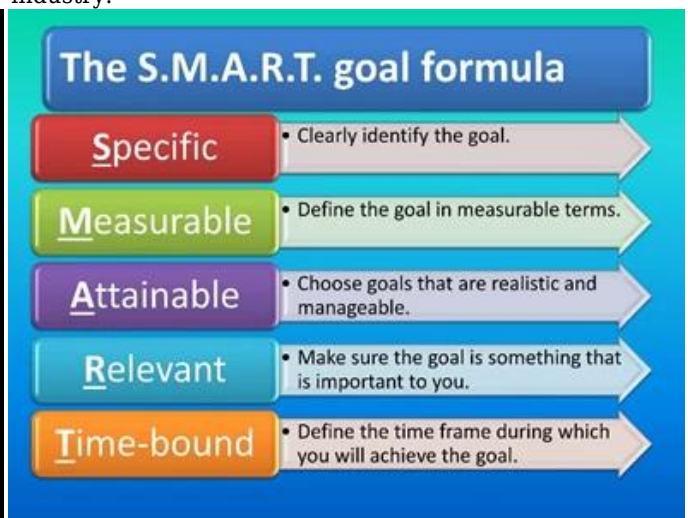 industry.
The S.M.A.R.T. goal formula
Specific
• Clearly identify the goal.
Measurable
• Define the goal in measurable terms.
Attainable
• Choose goals that are realistic and
manageable.
Relevant
• Make sure the goal is something that
is important to you.
Time-bound
• Define the time frame during which
you will achieve the goal.